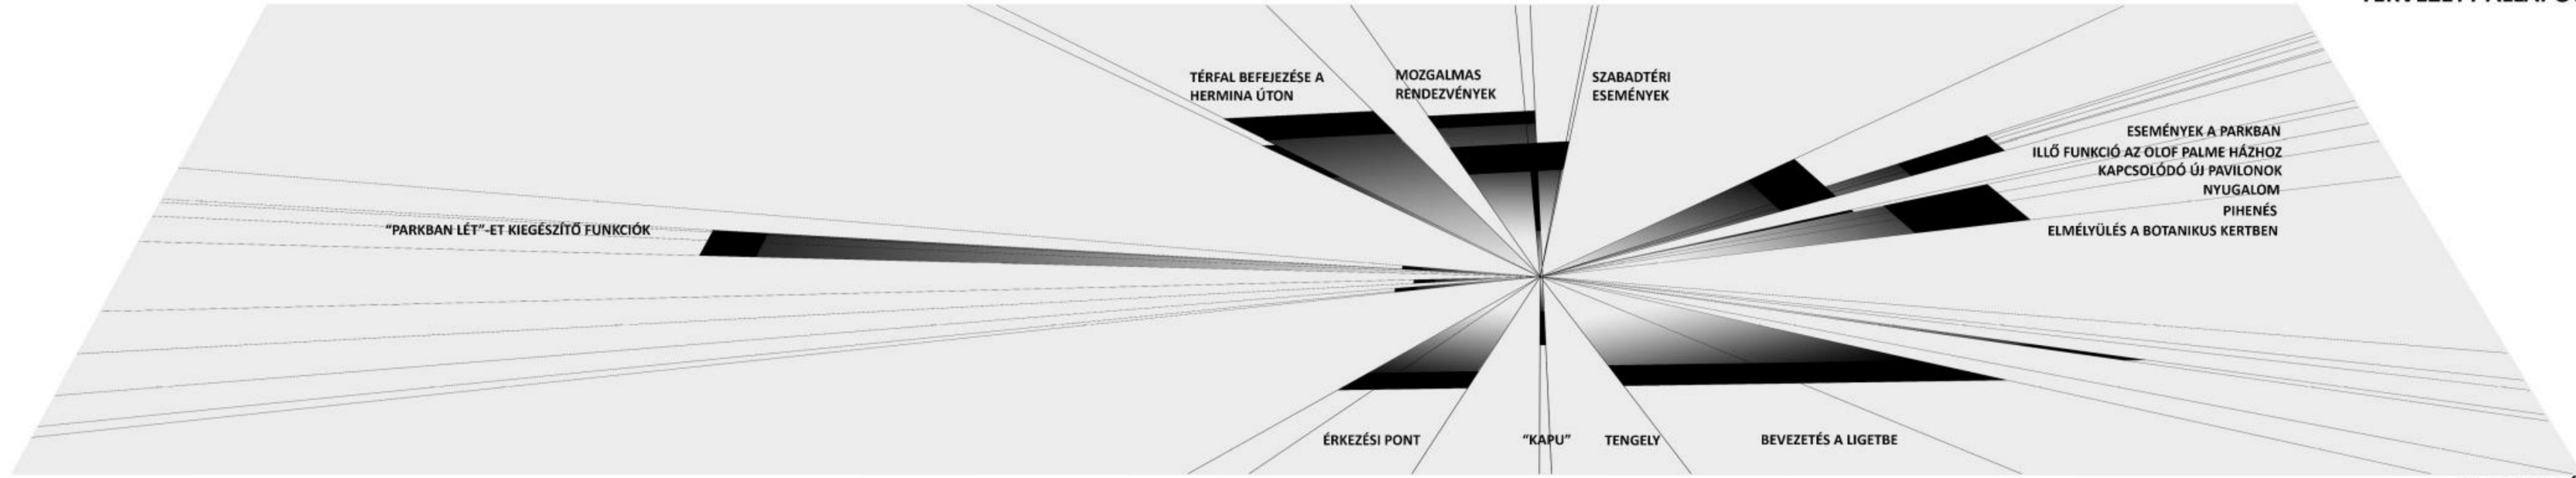 TÉRFAL BEFEJEZÉSE A
HERMINA ÚTON
MOZGALMAS
RENDEZVÉNYEK
SZABADTÉRI
ESEMÉNYEK
ESEMÉNYEK A PARKBAN
ILLŐ FUNKCIÓ AZ OLOF PALME HÁZHOZ
KAPCSOLÓDÓ ÚJ PAVILONOK
NYUGALOM
PIHENÉS
ELMÉLYÜLÉS A BOTANIKUS KERTBEN
“PARKBAN LÉT”-ET KIEGÉSZÍTŐ FUNKCIÓK
ÉRKEZÉSI PONT
“KAPU”
TENGELY
BEVEZETÉS A LIGETBE